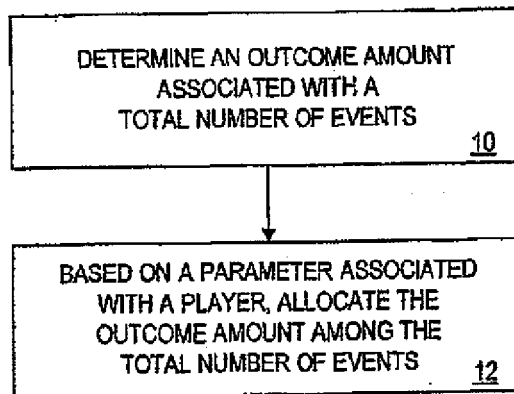 DETERMINE AN OUTCOME AMOUNT
ASSOCIATED WITH A
TOTAL NUMBER OF EVENTS
10
BASED ON A PARAMETER ASSOCIATED
WITH A PLAYER, ALLOCATE THE
OUTCOME AMOUNT AMONG THE
TOTAL NUMBER OF EVENTS
12